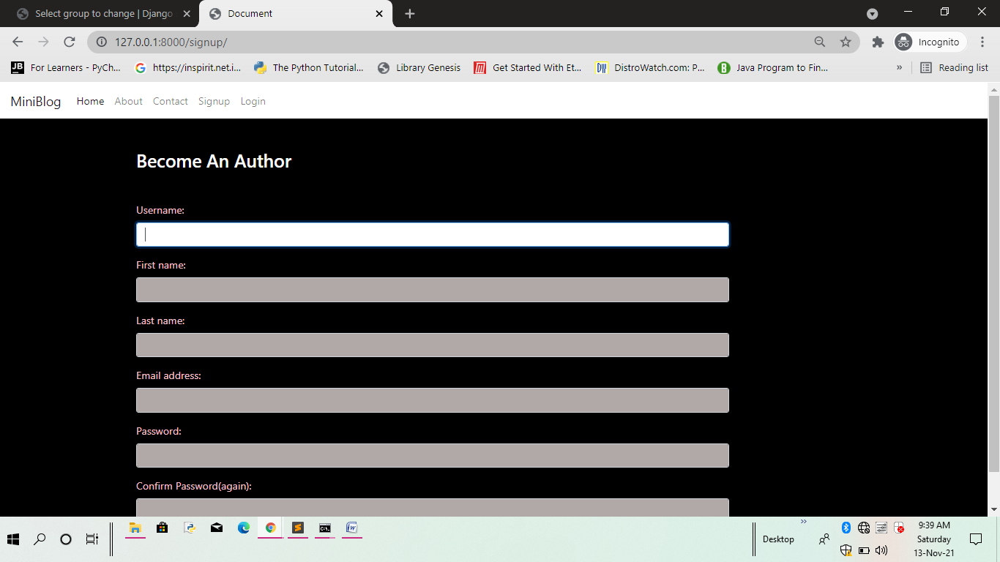 Select group to change | Django
Document
127.0.0.1:8000/signup/
Incognito
JB
For Learners - PyCh...
https://inspirit.net.i...
The Python Tutorial...
Library Genesis
Get Started With Et...
DW
DistroWatch.com: P...
B
Java Program to Fin...
»
Reading list
MiniBlog
Home
About
Contact
Signup
Login
Become An Author
Username:
First name:
Last name:
Email address:
Password:
Confirm Password(again):
Desktop
9:39 AM
Saturday
13-Nov-21